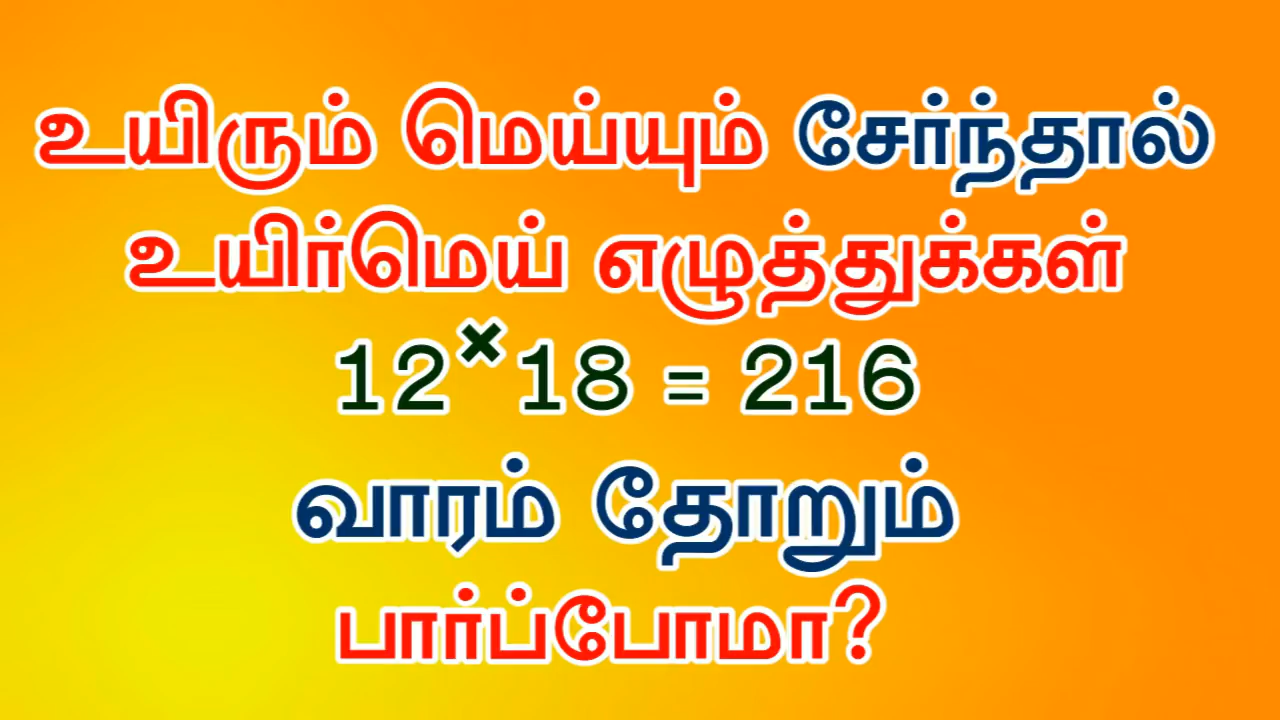 உயிரும் மெய்யும் சேர்ந்தால்
உயிர்மெய் எழுத்துக்கள்
12×18 = 216
வாரம் தோறும்
பார்ப்போமா?